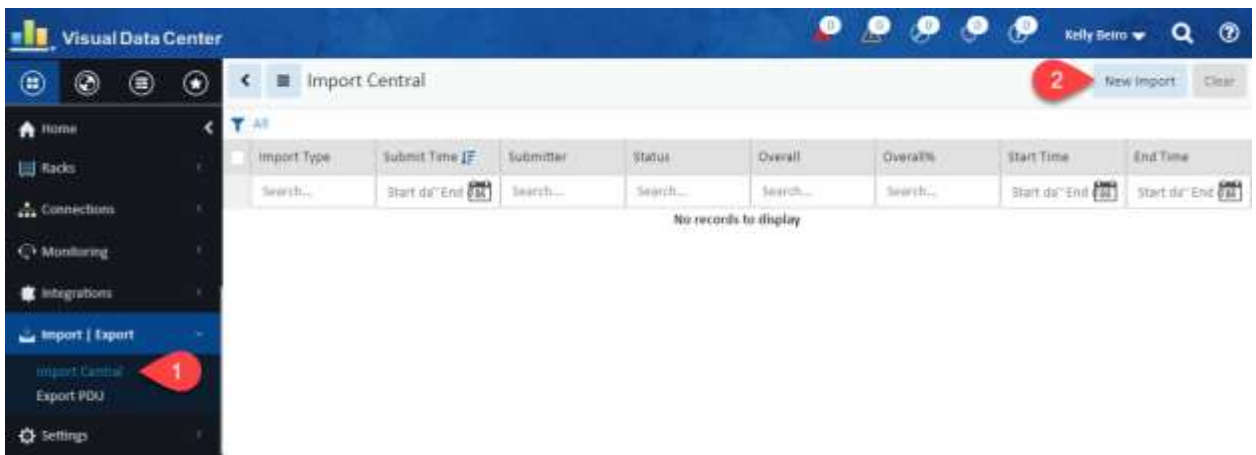 Visual Data Center
0 0 0 0 0
Kelly Beiro
Import Central
2
New Import
Clear
Home
All
Import Type Submit Time Submitter Status Overall Overall% Start Time End Time
Racks
Search... Start da~ End Search... Search... Search... Search... Start da~ End Start da~ End
Connections
No records to display
Monitoring
Integrations
Import | Export
Import Central
1
Export PDU
Settings